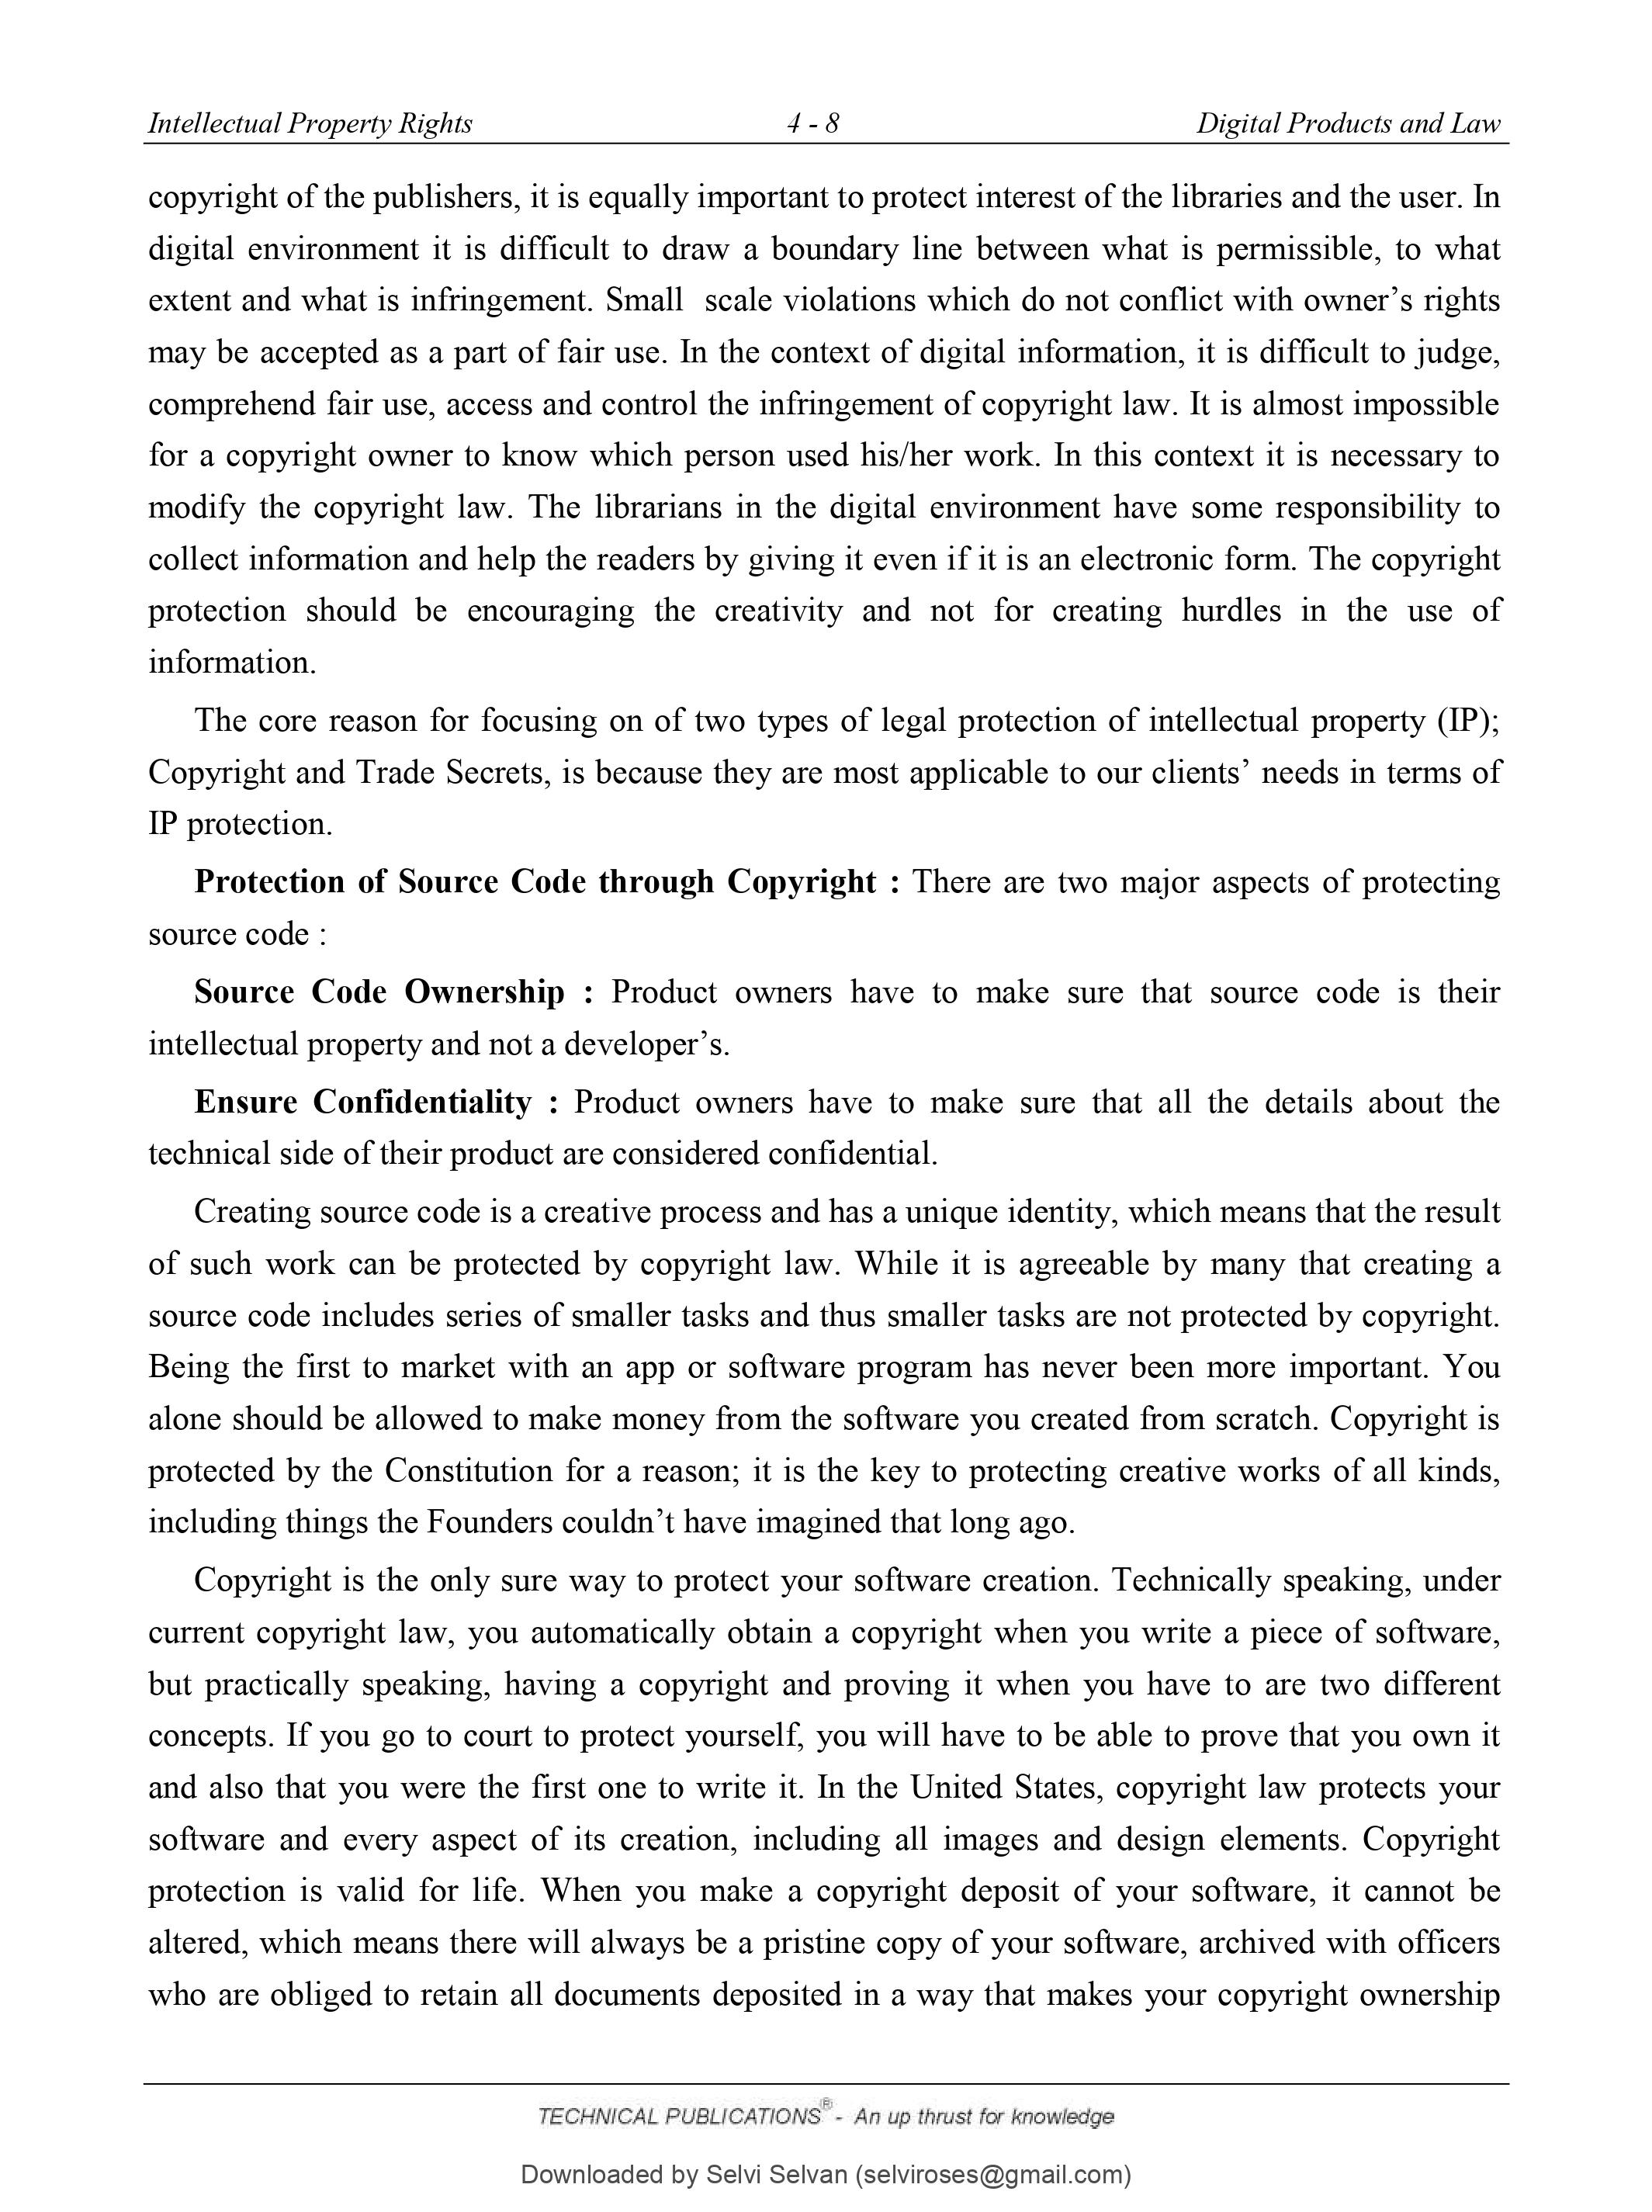 Intellectual Property Rights 4 - 8 Digital Products and Law
copyright of the publishers, it is equally important to protect interest of the libraries and the user. In
digital environment it is difficult to draw a boundary line between what is permissible, to what
extent and what is infringement. Small scale violations which do not conflict with owner’s rights
may be accepted as a part of fair use. In the context of digital information, it is difficult to judge,
comprehend fair use, access and control the infringement of copyright law. It is almost impossible
for a copyright owner to know which person used his/her work. In this context it is necessary to
modify the copyright law. The librarians in the digital environment have some responsibility to
collect information and help the readers by giving it even if it is an electronic form. The copyright
protection should be encouraging the creativity and not for creating hurdles in the use of
information.
The core reason for focusing on of two types of legal protection of intellectual property (IP);
Copyright and Trade Secrets, is because they are most applicable to our clients’ needs in terms of
IP protection.
Protection of Source Code through Copyright : There are two major aspects of protecting
source code :
Source Code Ownership : Product owners have to make sure that source code is their
intellectual property and not a developer’s.
Ensure Confidentiality : Product owners have to make sure that all the details about the
technical side of their product are considered confidential.
Creating source code is a creative process and has a unique identity, which means that the result
of such work can be protected by copyright law. While it is agreeable by many that creating a
source code includes series of smaller tasks and thus smaller tasks are not protected by copyright.
Being the first to market with an app or software program has never been more important. You
alone should be allowed to make money from the software you created from scratch. Copyright is
protected by the Constitution for a reason; it is the key to protecting creative works of all kinds,
including things the Founders couldn’t have imagined that long ago.
Copyright is the only sure way to protect your software creation. Technically speaking, under
current copyright law, you automatically obtain a copyright when you write a piece of software,
but practically speaking, having a copyright and proving it when you have to are two different
concepts. If you go to court to protect yourself, you will have to be able to prove that you own it
and also that you were the first one to write it. In the United States, copyright law protects your
software and every aspect of its creation, including all images and design elements. Copyright
protection is valid for life. When you make a copyright deposit of your software, it cannot be
altered, which means there will always be a pristine copy of your software, archived with officers
who are obliged to retain all documents deposited in a way that makes your copyright ownership
TECHNICAL PUBLICATIONS® - An up thrust for knowledge
Downloaded by Selvi Selvan (selviroses@gmail.com)